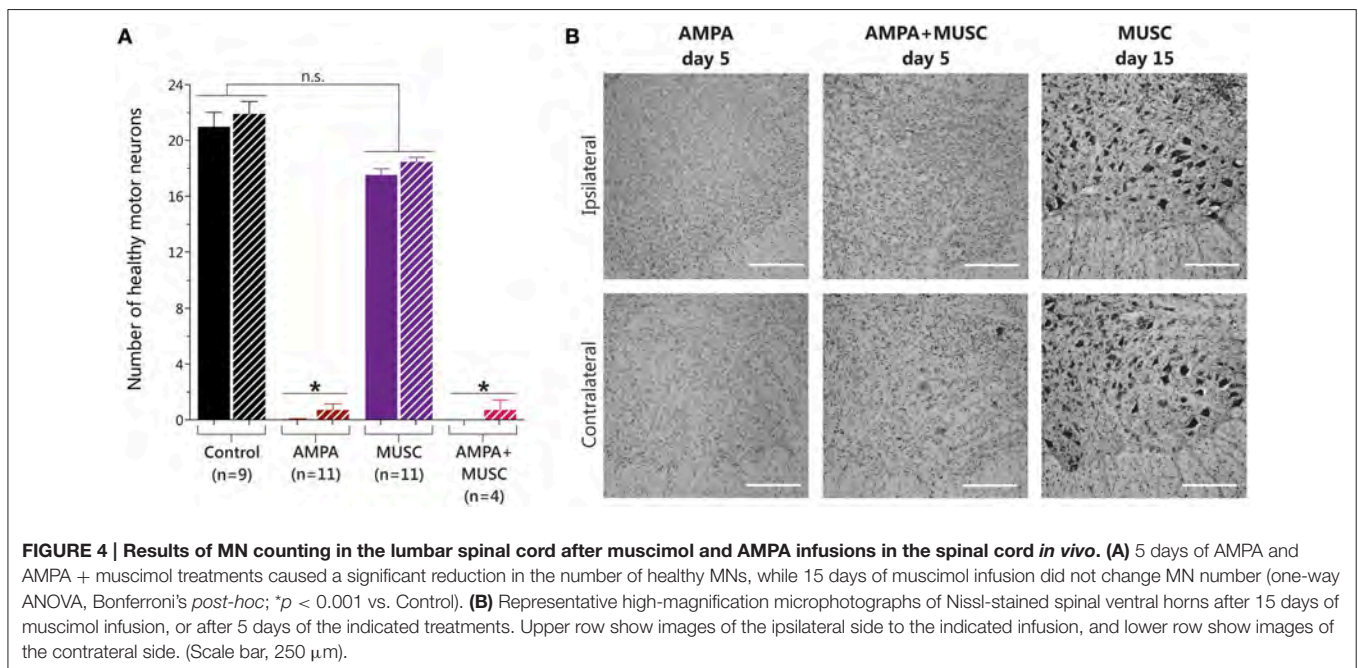 A
n.s.
24
20
16
12
8
4
0
Number of healthy motor neurons
*
*
Control
(n=9)
AMPA
(n=11)
MUSC
(n=11)
AMPA+
MUSC
(n=4)
B
AMPA
day 5
AMPA+MUSC
day 5
MUSC
day 15
Ipsilateral
Contralateral
FIGURE 4 | Results of MN counting in the lumbar spinal cord after muscimol and AMPA infusions in the spinal cord in vivo. (A) 5 days of AMPA and
AMPA + muscimol treatments caused a significant reduction in the number of healthy MNs, while 15 days of muscimol infusion did not change MN number (one-way
ANOVA, Bonferroni's post-hoc; *p < 0.001 vs. Control). (B) Representative high-magnification microphotographs of Nissl-stained spinal ventral horns after 15 days of
muscimol infusion, or after 5 days of the indicated treatments. Upper row show images of the ipsilateral side to the indicated infusion, and lower row show images of
the contrateral side. (Scale bar, 250 μm).